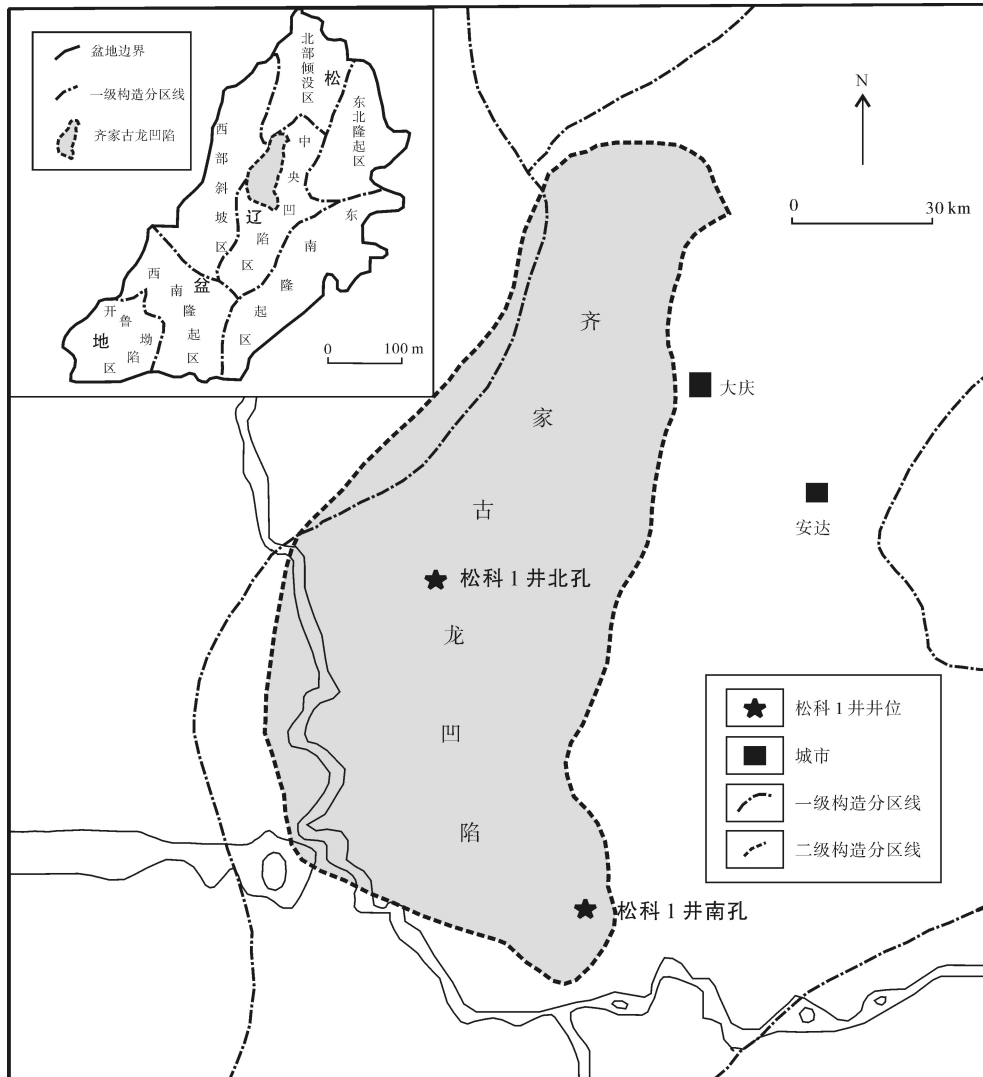 盆地边界
一级构造分区线
齐家古龙凹陷
北部倾没区
松
东北隆起区
西部斜坡区
中央凹陷区
辽
东南隆起区
西南隆起区
盆
开鲁坳陷区
地
0 100 m
N
0 30 km
齐家古龙凹陷
大庆
安达
松科1井北孔
松科1井南孔
松科1井井位
城市
一级构造分区线
二级构造分区线